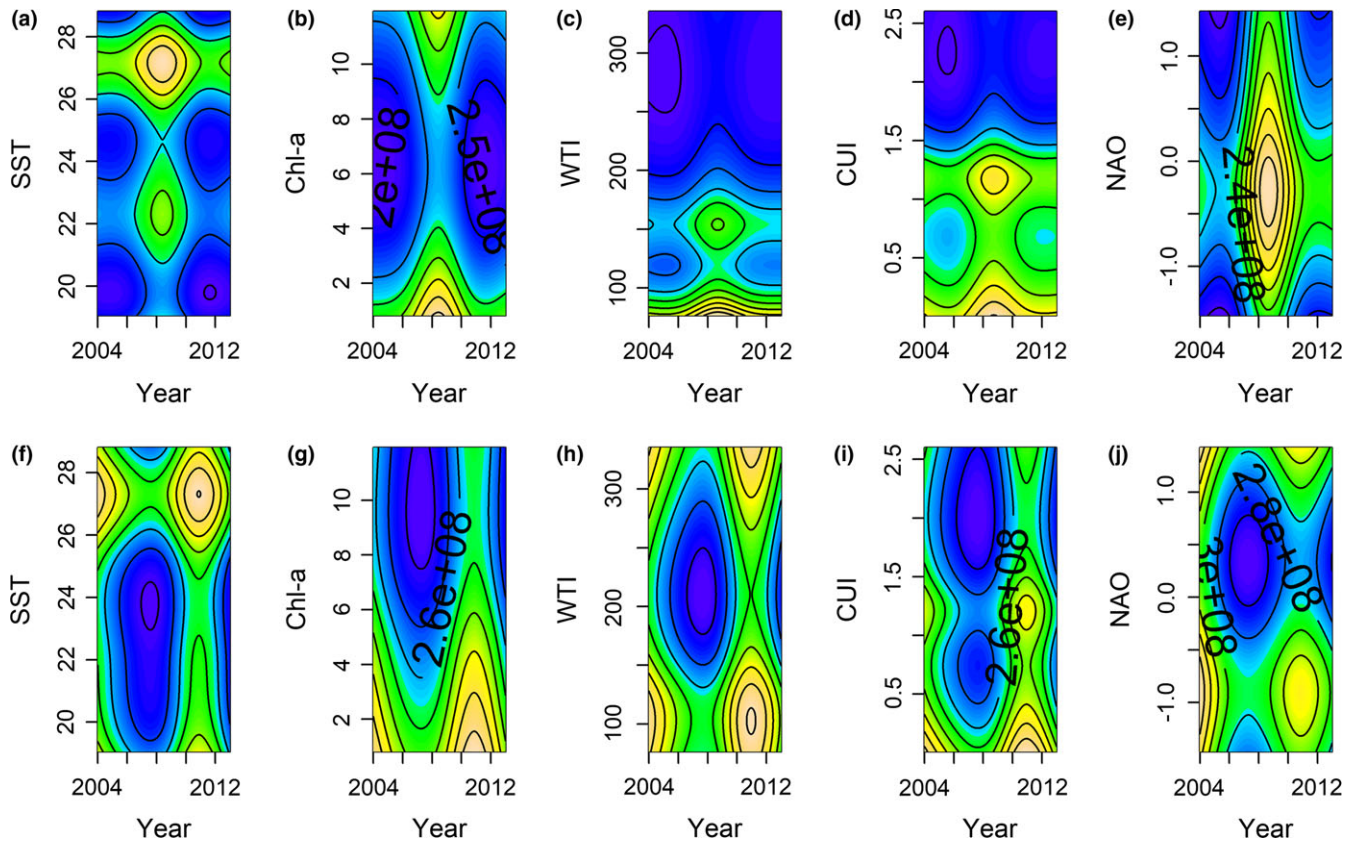 (a) (b) (c) (d) (e)
SST 20 22 24 26 28
2004 2012
Year
Chl-a 2 4 6 8 10
2e+08 2.5e+08
2004 2012
Year
WTI 100 200 300
2004 2012
Year
CUI 0.5 1.5 2.5
2004 2012
Year
NAO -1.0 0.0 1.0
2.4e+08
2004 2012
Year
(f) (g) (h) (i) (j)
SST 20 22 24 26 28
2004 2012
Year
Chl-a 2 4 6 8 10
2.6e+08
2004 2012
Year
WTI 100 200 300
2004 2012
Year
CUI 0.5 1.5 2.5
2.6e+08
2004 2012
Year
NAO -1.0 0.0 1.0
3e+08 2.8e+08
2004 2012
Year